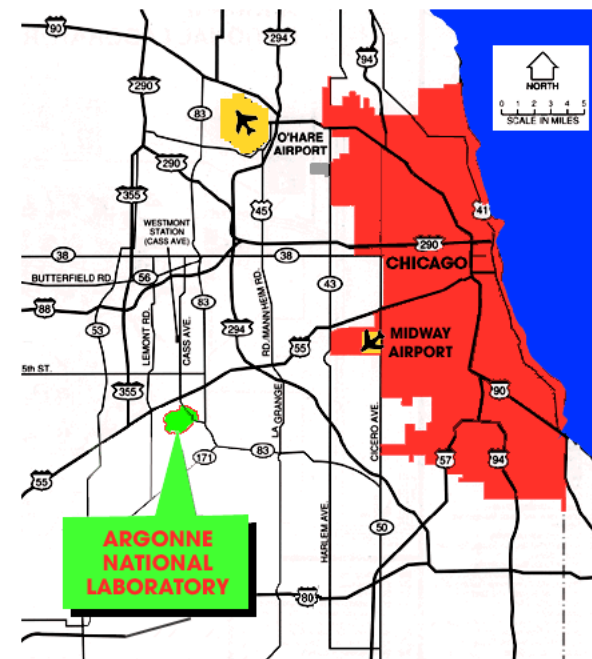 90
294
94
290
NORTH
0 1 2 3 4 5
SCALE IN MILES
83
O'HARE
AIRPORT
290
355
WESTMONT
STATION
(CASS AVE)
45
41
38
38
290
CHICAGO
BUTTERFIELD RD.
56
43
88
83
53
LEMONT RD.
CASS AVE.
294
RD./MANNHEIM RD.
55
MIDWAY
AIRPORT
5th ST.
355
90
LA GRANGE
CICERO AVE.
55
171
83
57
94
HARLEM AVE.
50
ARGONNE
NATIONAL
LABORATORY
80